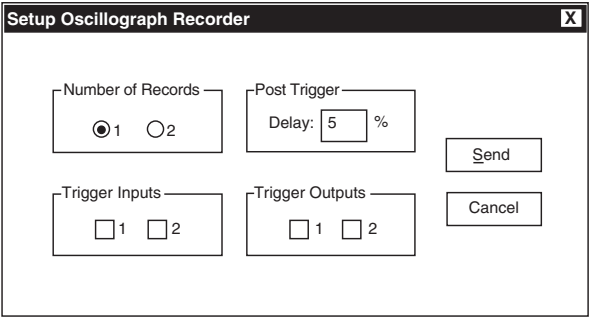 Setup Oscillograph Recorder X
Number of Records
1 2
Post Trigger
Delay: 5 %
Send
Trigger Inputs
1 2
Trigger Outputs
1 2
Cancel